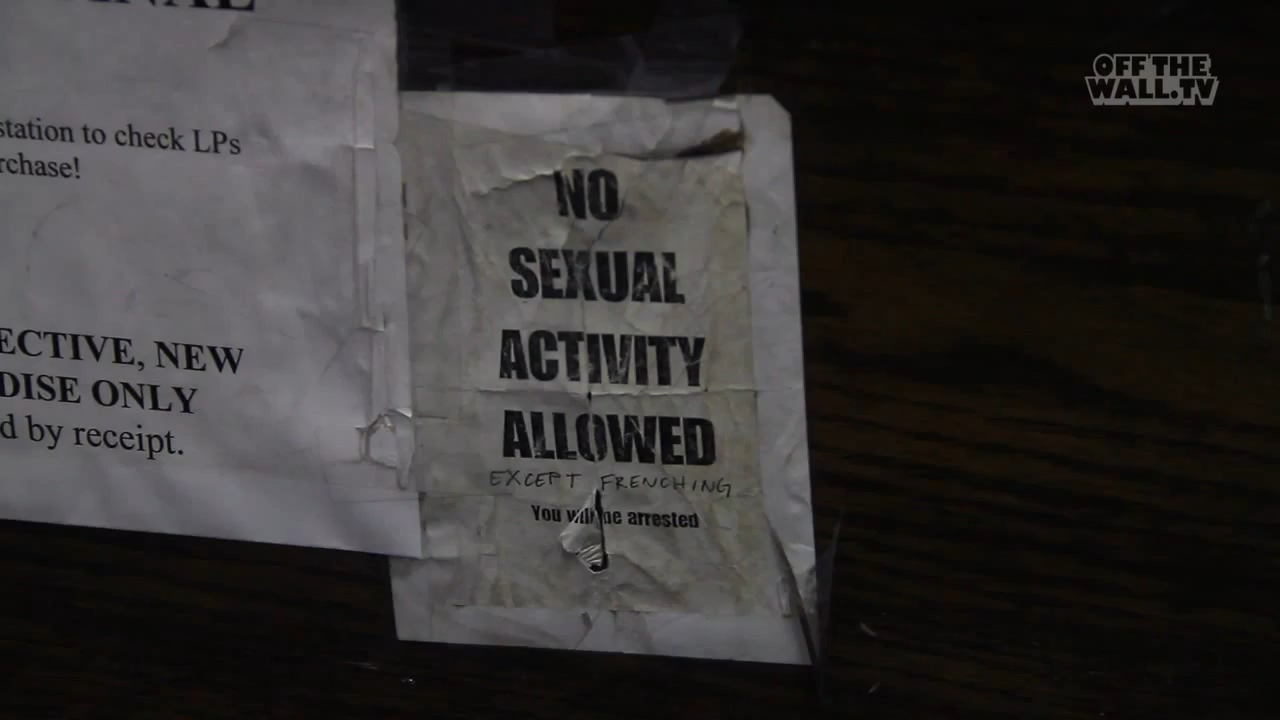 OFF THE
WALL.TV
station to check LPs
rchase!
ECTIVE, NEW
DISE ONLY
d by receipt.
NO
SEXUAL
ACTIVITY
ALLOWED
EXCEPT FRENCHING
You will be arrested